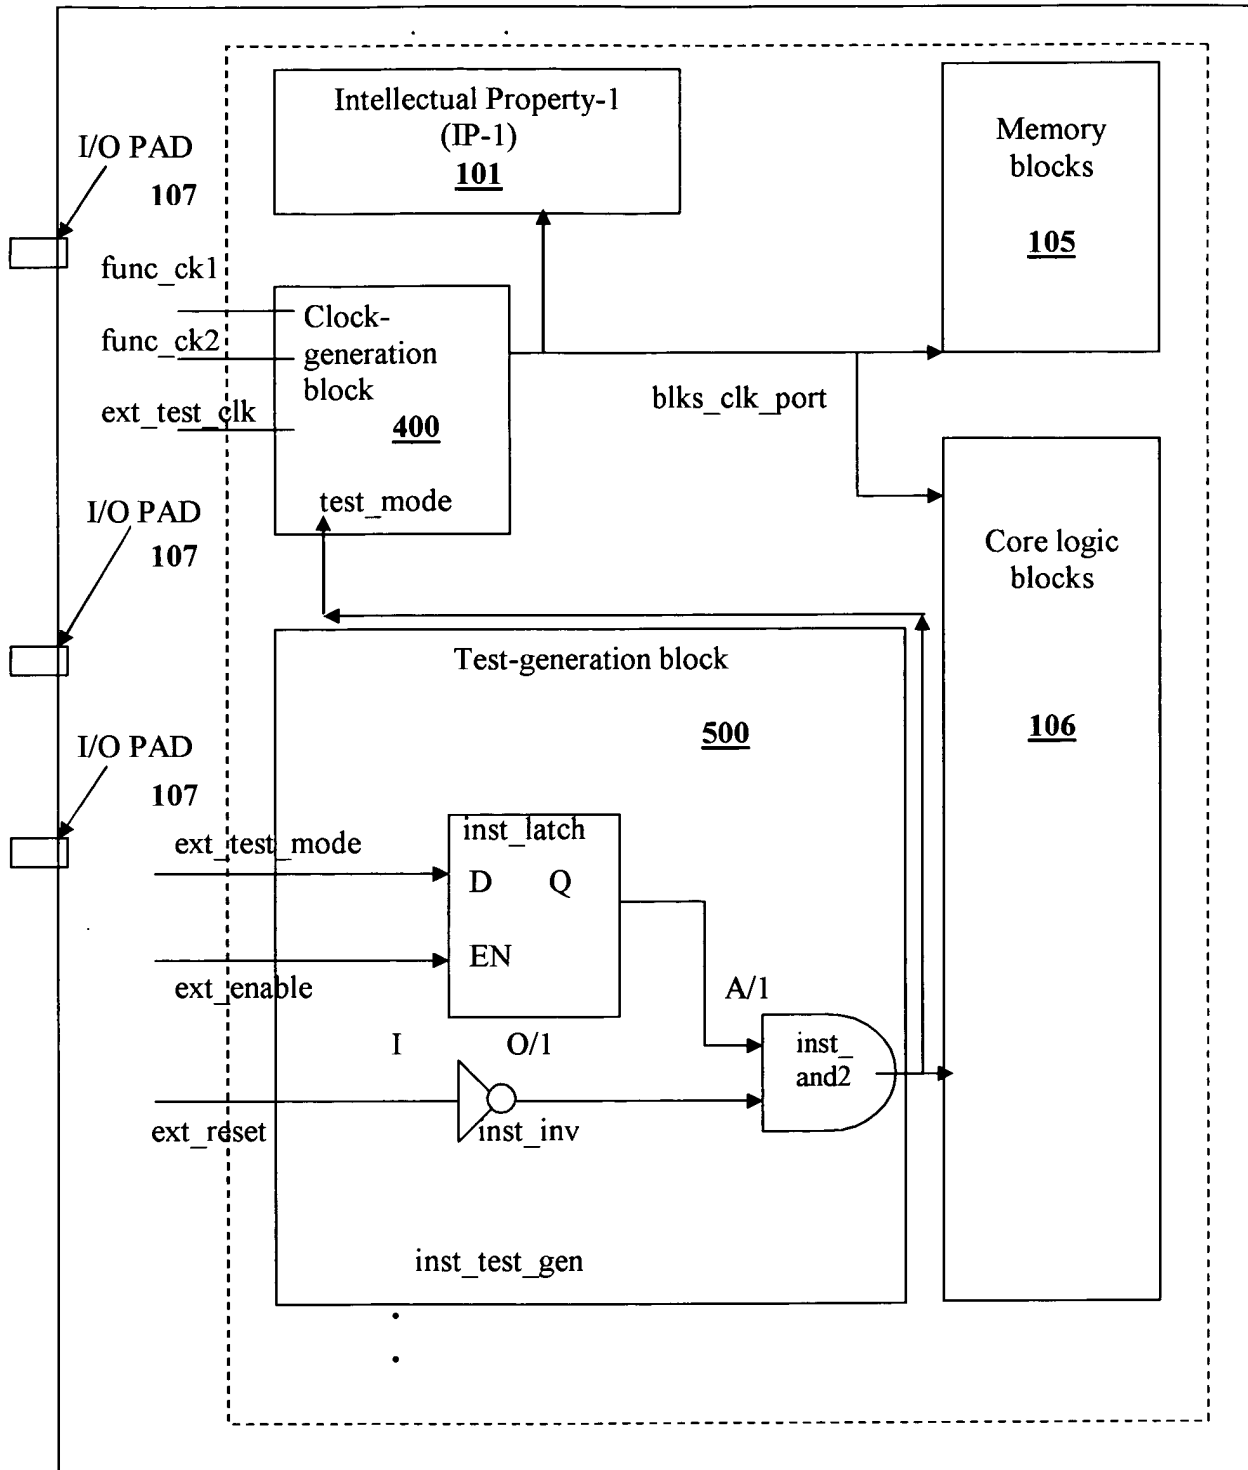 Intellectual Property-1
(IP-1)
101
Memory
blocks
105
I/O PAD
107
func_ck1
func_ck2
ext_test_clk
Clock-
generation
block
400
test_mode
blks_clk_port
I/O PAD
107
Core logic
blocks
106
Test-generation block
500
I/O PAD
107
ext_test_mode
inst_latch
D Q
EN
ext_enable
A/1
I O/1
inst_
and2
ext_reset
inst_inv
inst_test_gen